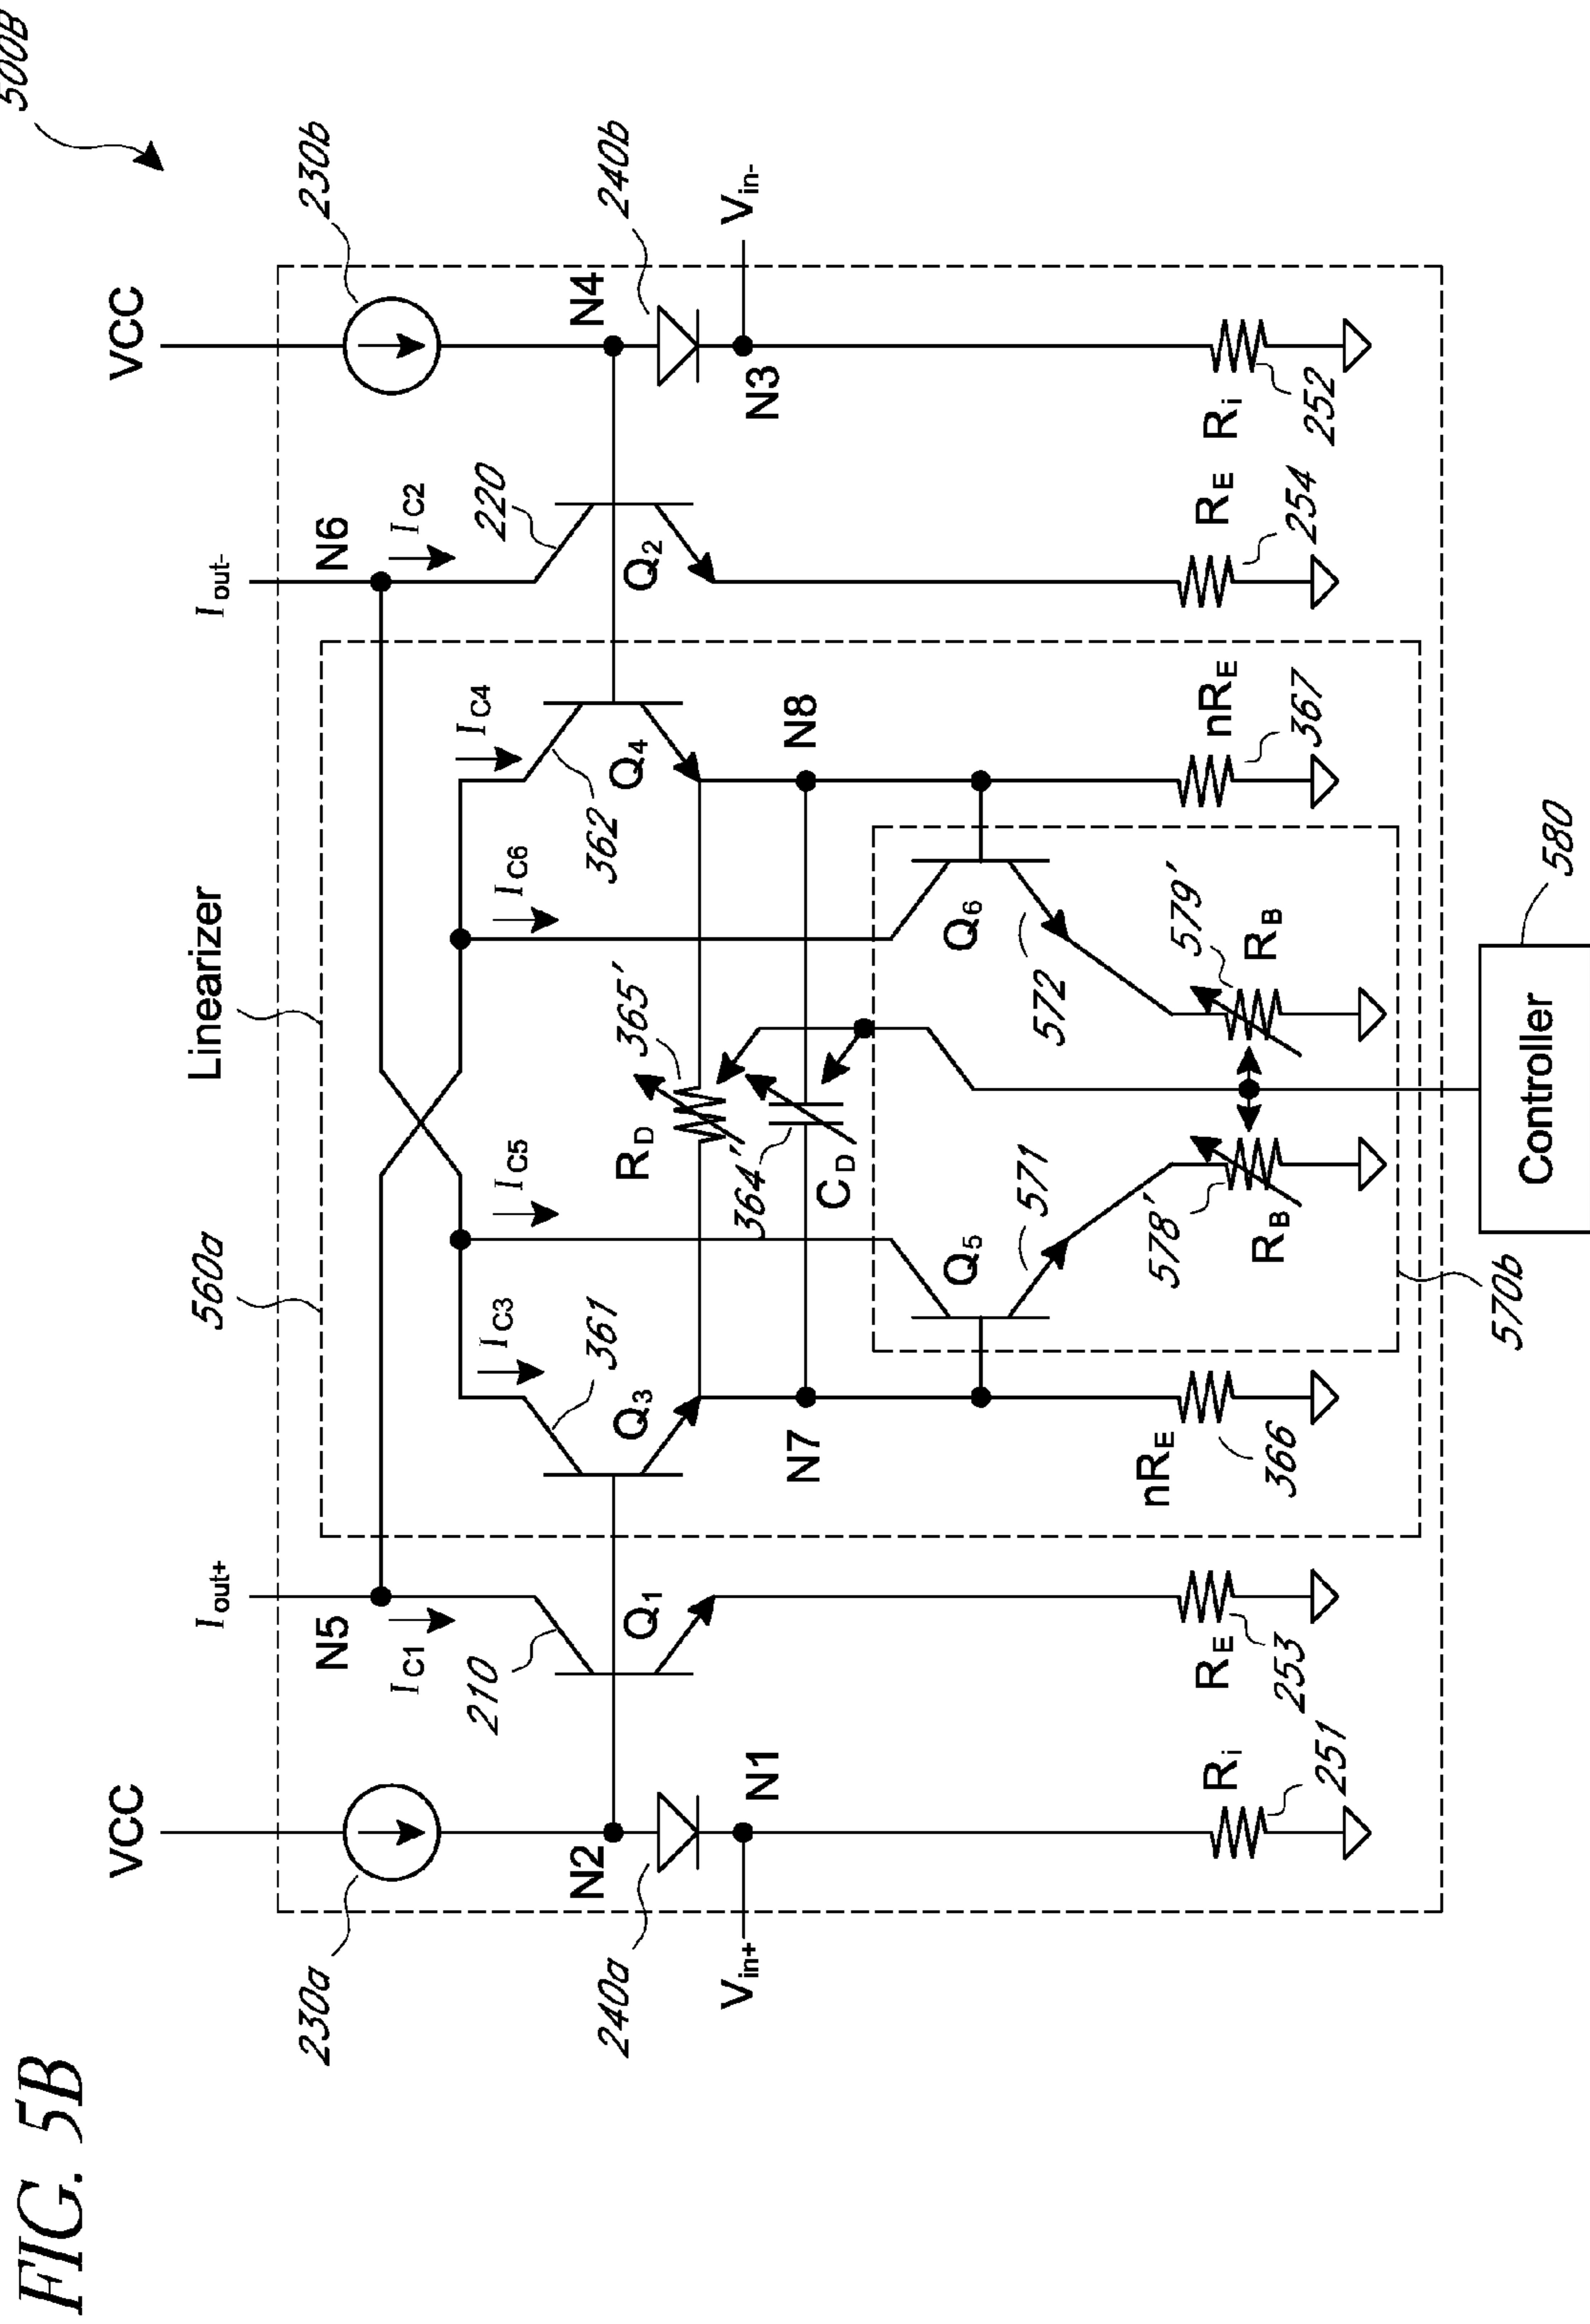 FIG. 5B
500B
VCC
VCC
230a
230b
Linearizer
560a
Iout+
Iout-
N5
N6
IC1
IC2
210
220
IC3
IC4
IC5
IC6
361
362
N2
N4
Q1
Q2
Q3
Q4
240a
240b
RD
365'
N1
N3
Vin+
Vin-
364'
CD
N7
N8
Q5
Q6
571
572
578'
579'
RB
RB
Ri
RE
nRE
nRE
RE
Ri
251
253
366
367
254
252
570b
Controller
580